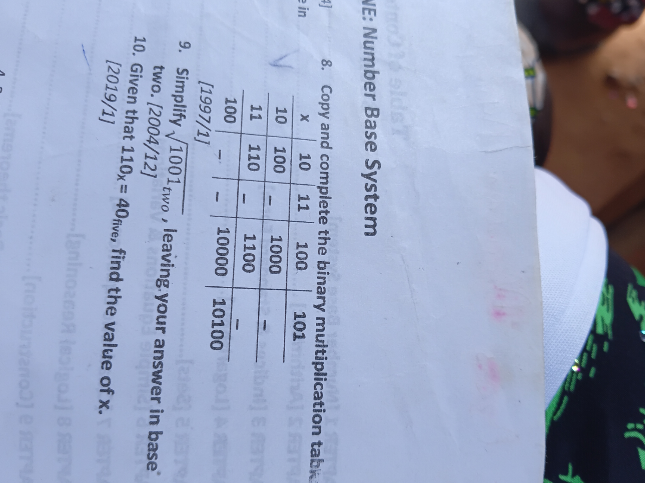 NE: Number Base System
8. Copy and complete the binary multiplication table
x 10 11 100 101
10 100 – 1000 –
11 110 – 1100 –
100 – – 10000 10100
[1997/1]
9. Simplify √1001two, leaving your answer in base
two. [2004/12]
10. Given that 110x = 40five, find the value of x.
[2019/1]